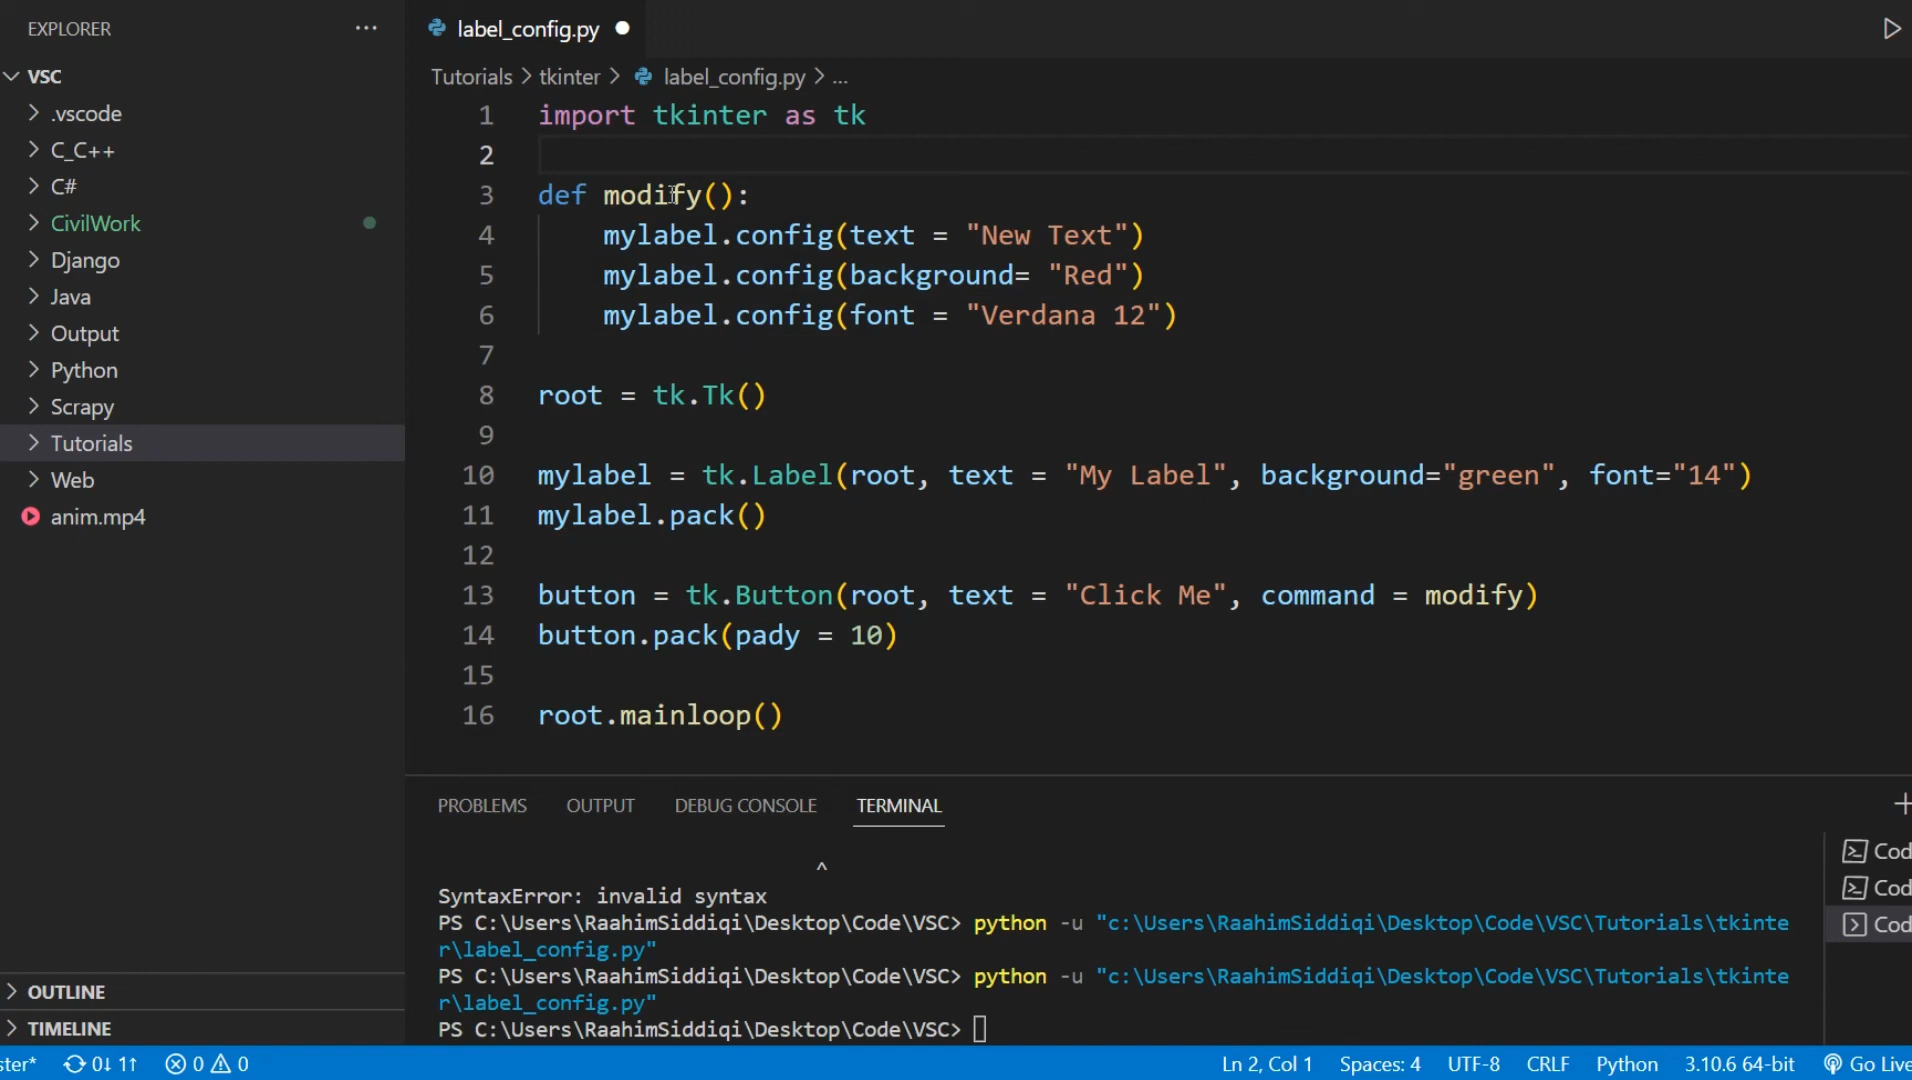 EXPLORER
VSC
.vscode
C_C++
C#
CivilWork
Django
Java
Output
Python
Scrapy
Tutorials
Web
anim.mp4
OUTLINE
TIMELINE
label_config.py
Tutorials > tkinter > label_config.py > ...
1 import tkinter as tk
2
3 def modify():
4 mylabel.config(text = "New Text")
5 mylabel.config(background= "Red")
6 mylabel.config(font = "Verdana 12")
7
8 root = tk.Tk()
9
10 mylabel = tk.Label(root, text = "My Label", background="green", font="14")
11 mylabel.pack()
12
13 button = tk.Button(root, text = "Click Me", command = modify)
14 button.pack(pady = 10)
15
16 root.mainloop()
PROBLEMS OUTPUT DEBUG CONSOLE TERMINAL
^
SyntaxError: invalid syntax
PS C:\Users\RaahimSiddiqi\Desktop\Code\VSC> python -u "c:\Users\RaahimSiddiqi\Desktop\Code\VSC\Tutorials\tkinte
r\label_config.py"
PS C:\Users\RaahimSiddiqi\Desktop\Code\VSC> python -u "c:\Users\RaahimSiddiqi\Desktop\Code\VSC\Tutorials\tkinte
r\label_config.py"
PS C:\Users\RaahimSiddiqi\Desktop\Code\VSC>
Cod
Cod
Cod
ster* 0↓ 1↑ 0 0 Ln 2, Col 1 Spaces: 4 UTF-8 CRLF Python 3.10.6 64-bit Go Live